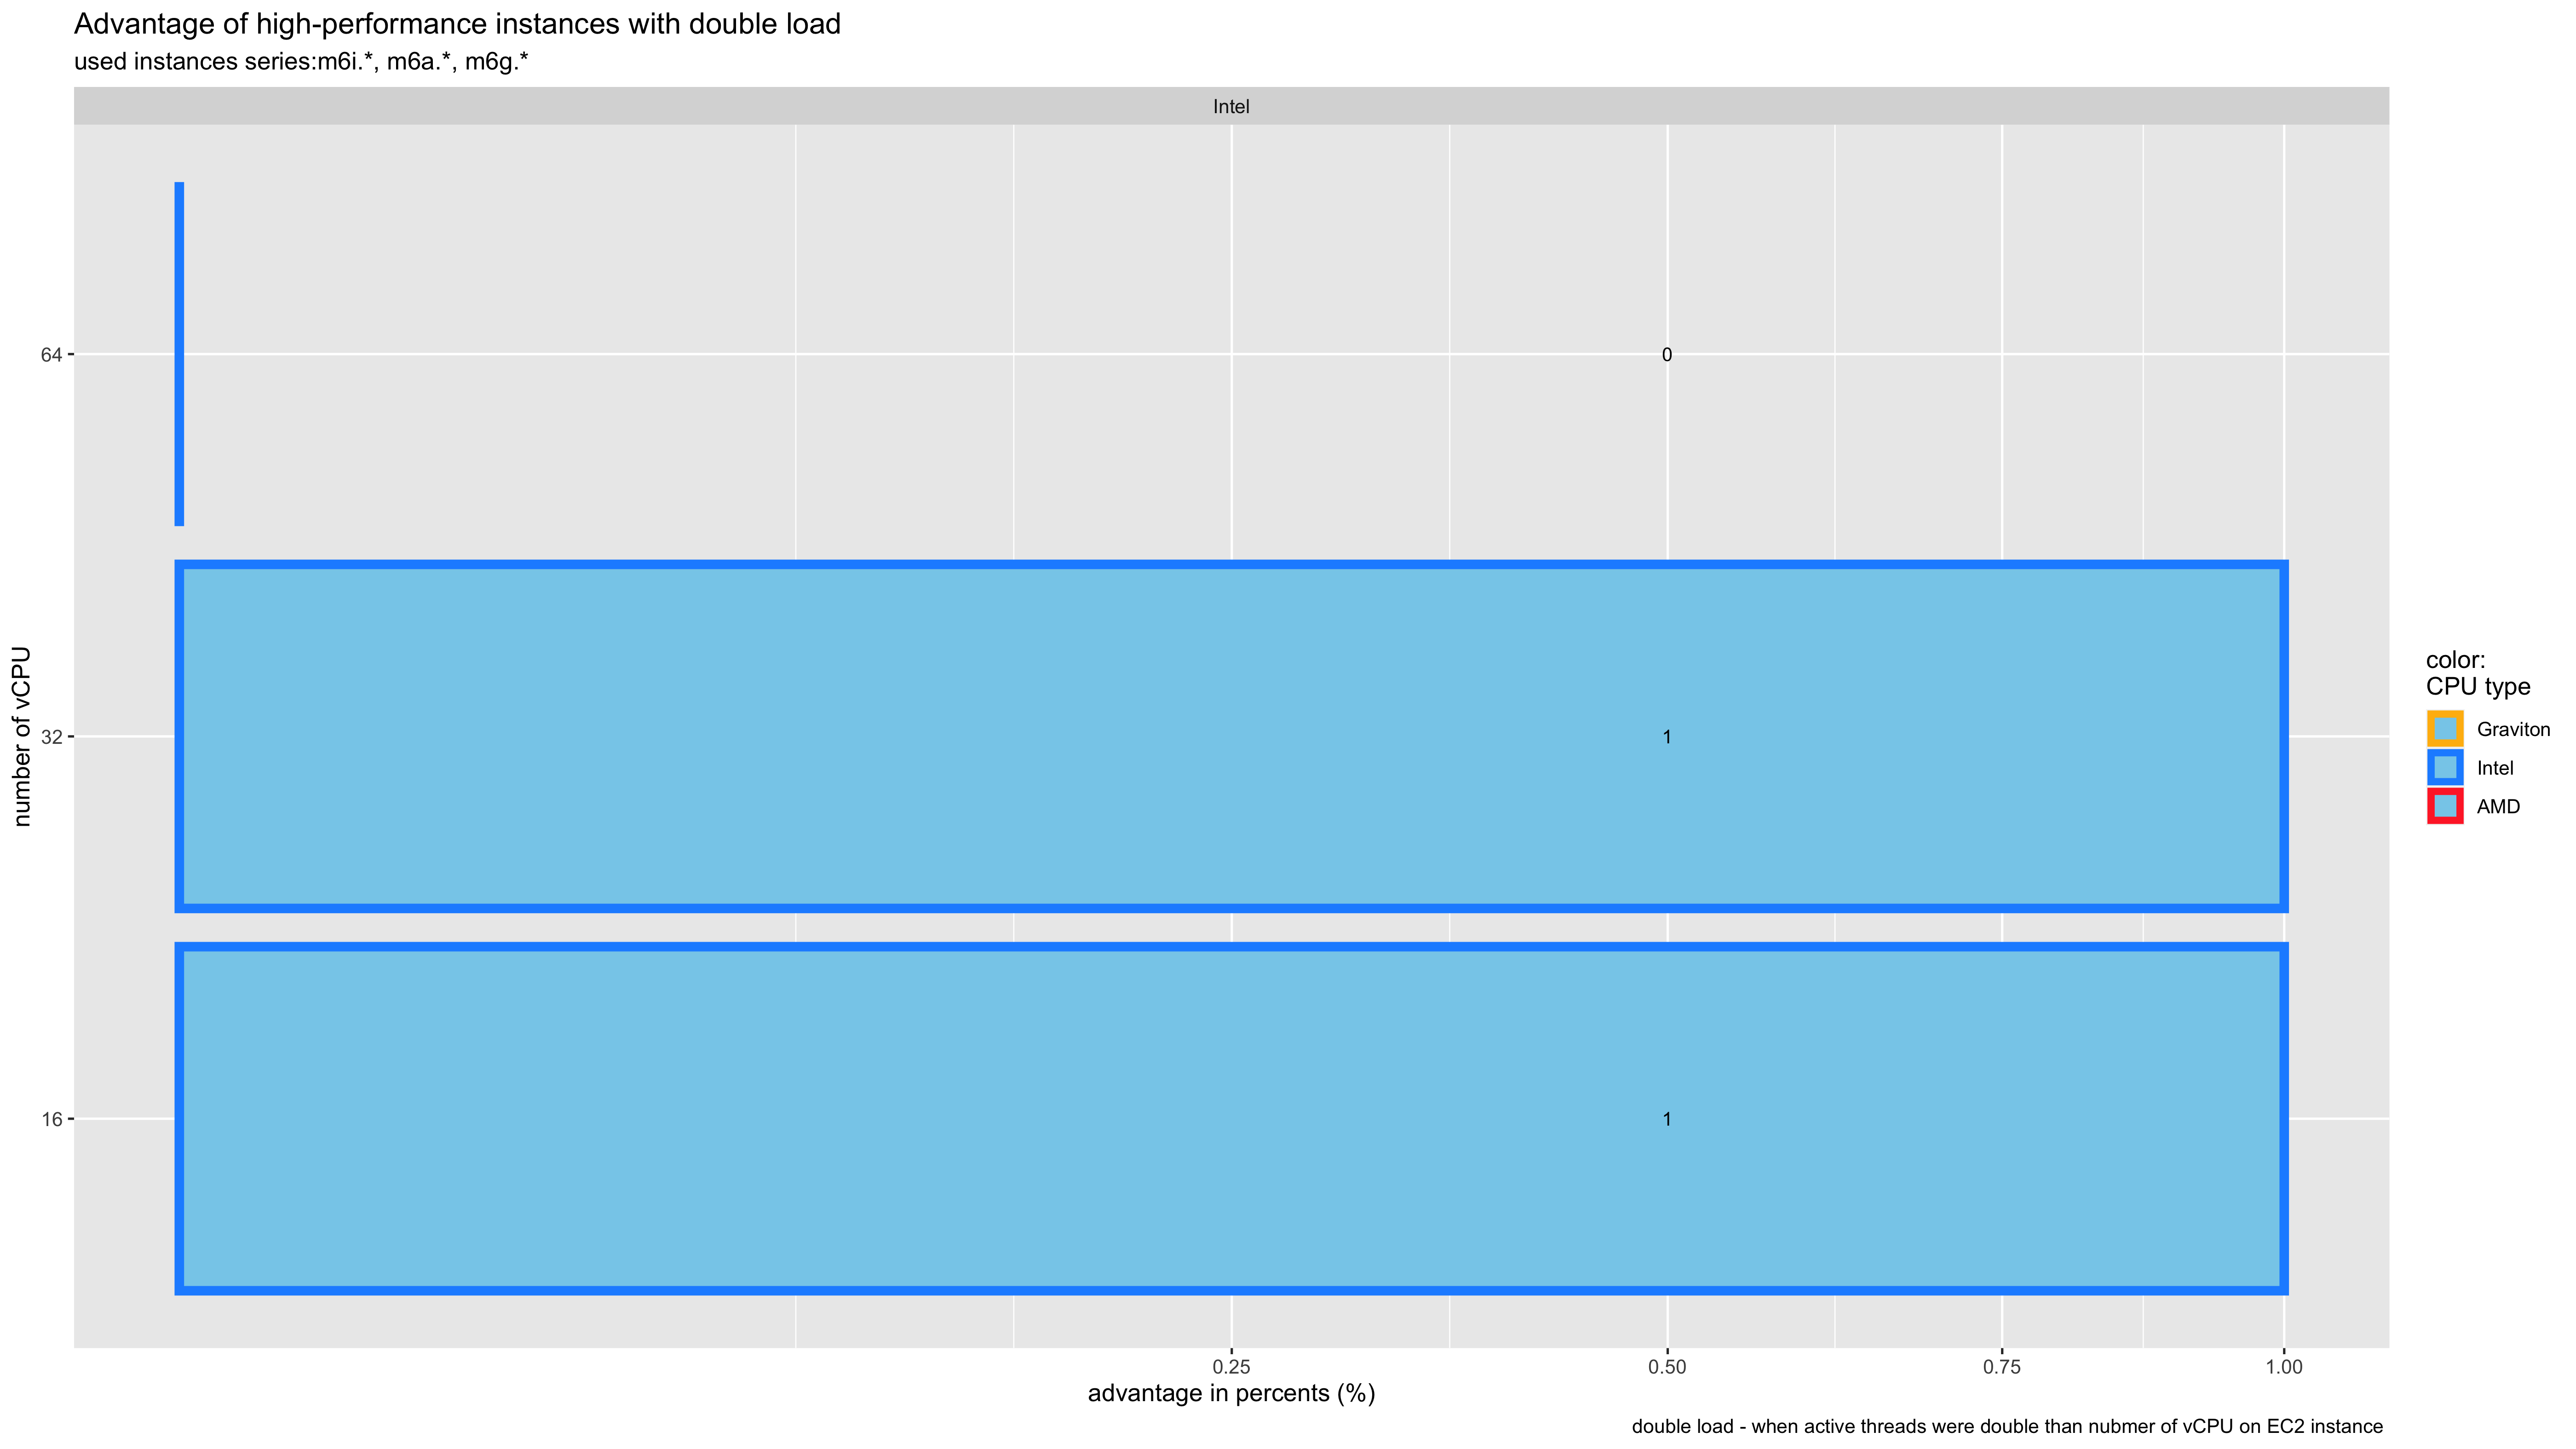 Advantage of high-performance instances with double load
used instances series:m6i.*, m6a.*, m6g.*
Intel
64
0
number of vCPU
32
1
16
1
color:
CPU type
Graviton
Intel
AMD
0.25
0.50
0.75
1.00
advantage in percents (%)
double load - when active threads were double than nubmer of vCPU on EC2 instance